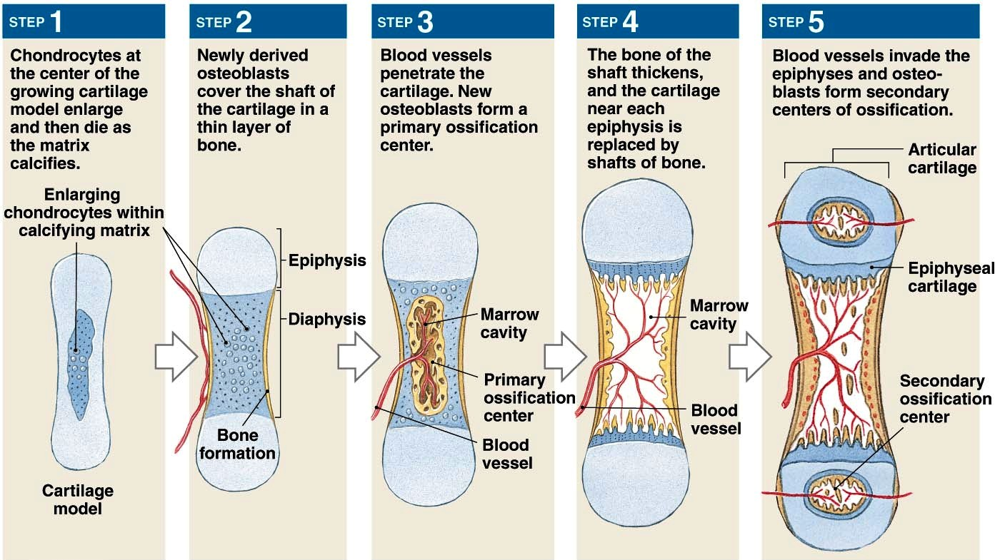 STEP 1
Chondrocytes at
the center of the
growing cartilage
model enlarge
and then die as
the matrix
calcifies.
Enlarging
chondrocytes within
calcifying matrix
Cartilage
model
STEP 2
Newly derived
osteoblasts
cover the shaft of
the cartilage in a
thin layer of
bone.
Epiphysis
Diaphysis
Bone
formation
STEP 3
Blood vessels
penetrate the
cartilage. New
osteoblasts form a
primary ossification
center.
Marrow
cavity
Primary
ossification
center
Blood
vessel
STEP 4
The bone of the
shaft thickens,
and the cartilage
near each
epiphysis is
replaced by
shafts of bone.
Marrow
cavity
Blood
vessel
STEP 5
Blood vessels invade the
epiphyses and osteo-
blasts form secondary
centers of ossification.
Articular
cartilage
Epiphyseal
cartilage
Secondary
ossification
center